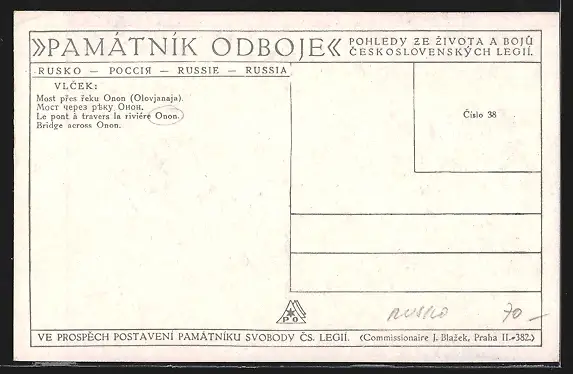 »PAMÁTNÍK ODBOJE«
POHLEDY ZE ŽIVOTA A BOJŮ
ČESKOSLOVENSKÝCH LEGIÍ.
RUSKO — РОССІЯ — RUSSIE — RUSSIA
VLČEK:
Most přes řeku Onon (Olovjanaja).
Мост через рѣку Онон.
Le pont à travers la riviére Onon.
Bridge across Onon.
Číslo 38
PO
RUSKO 70—
VE PROSPĚCH POSTAVENÍ PAMÁTNÍKU SVOBODY ČS. LEGIÍ. (Commissionaire J. Blažek, Praha II.-382.)